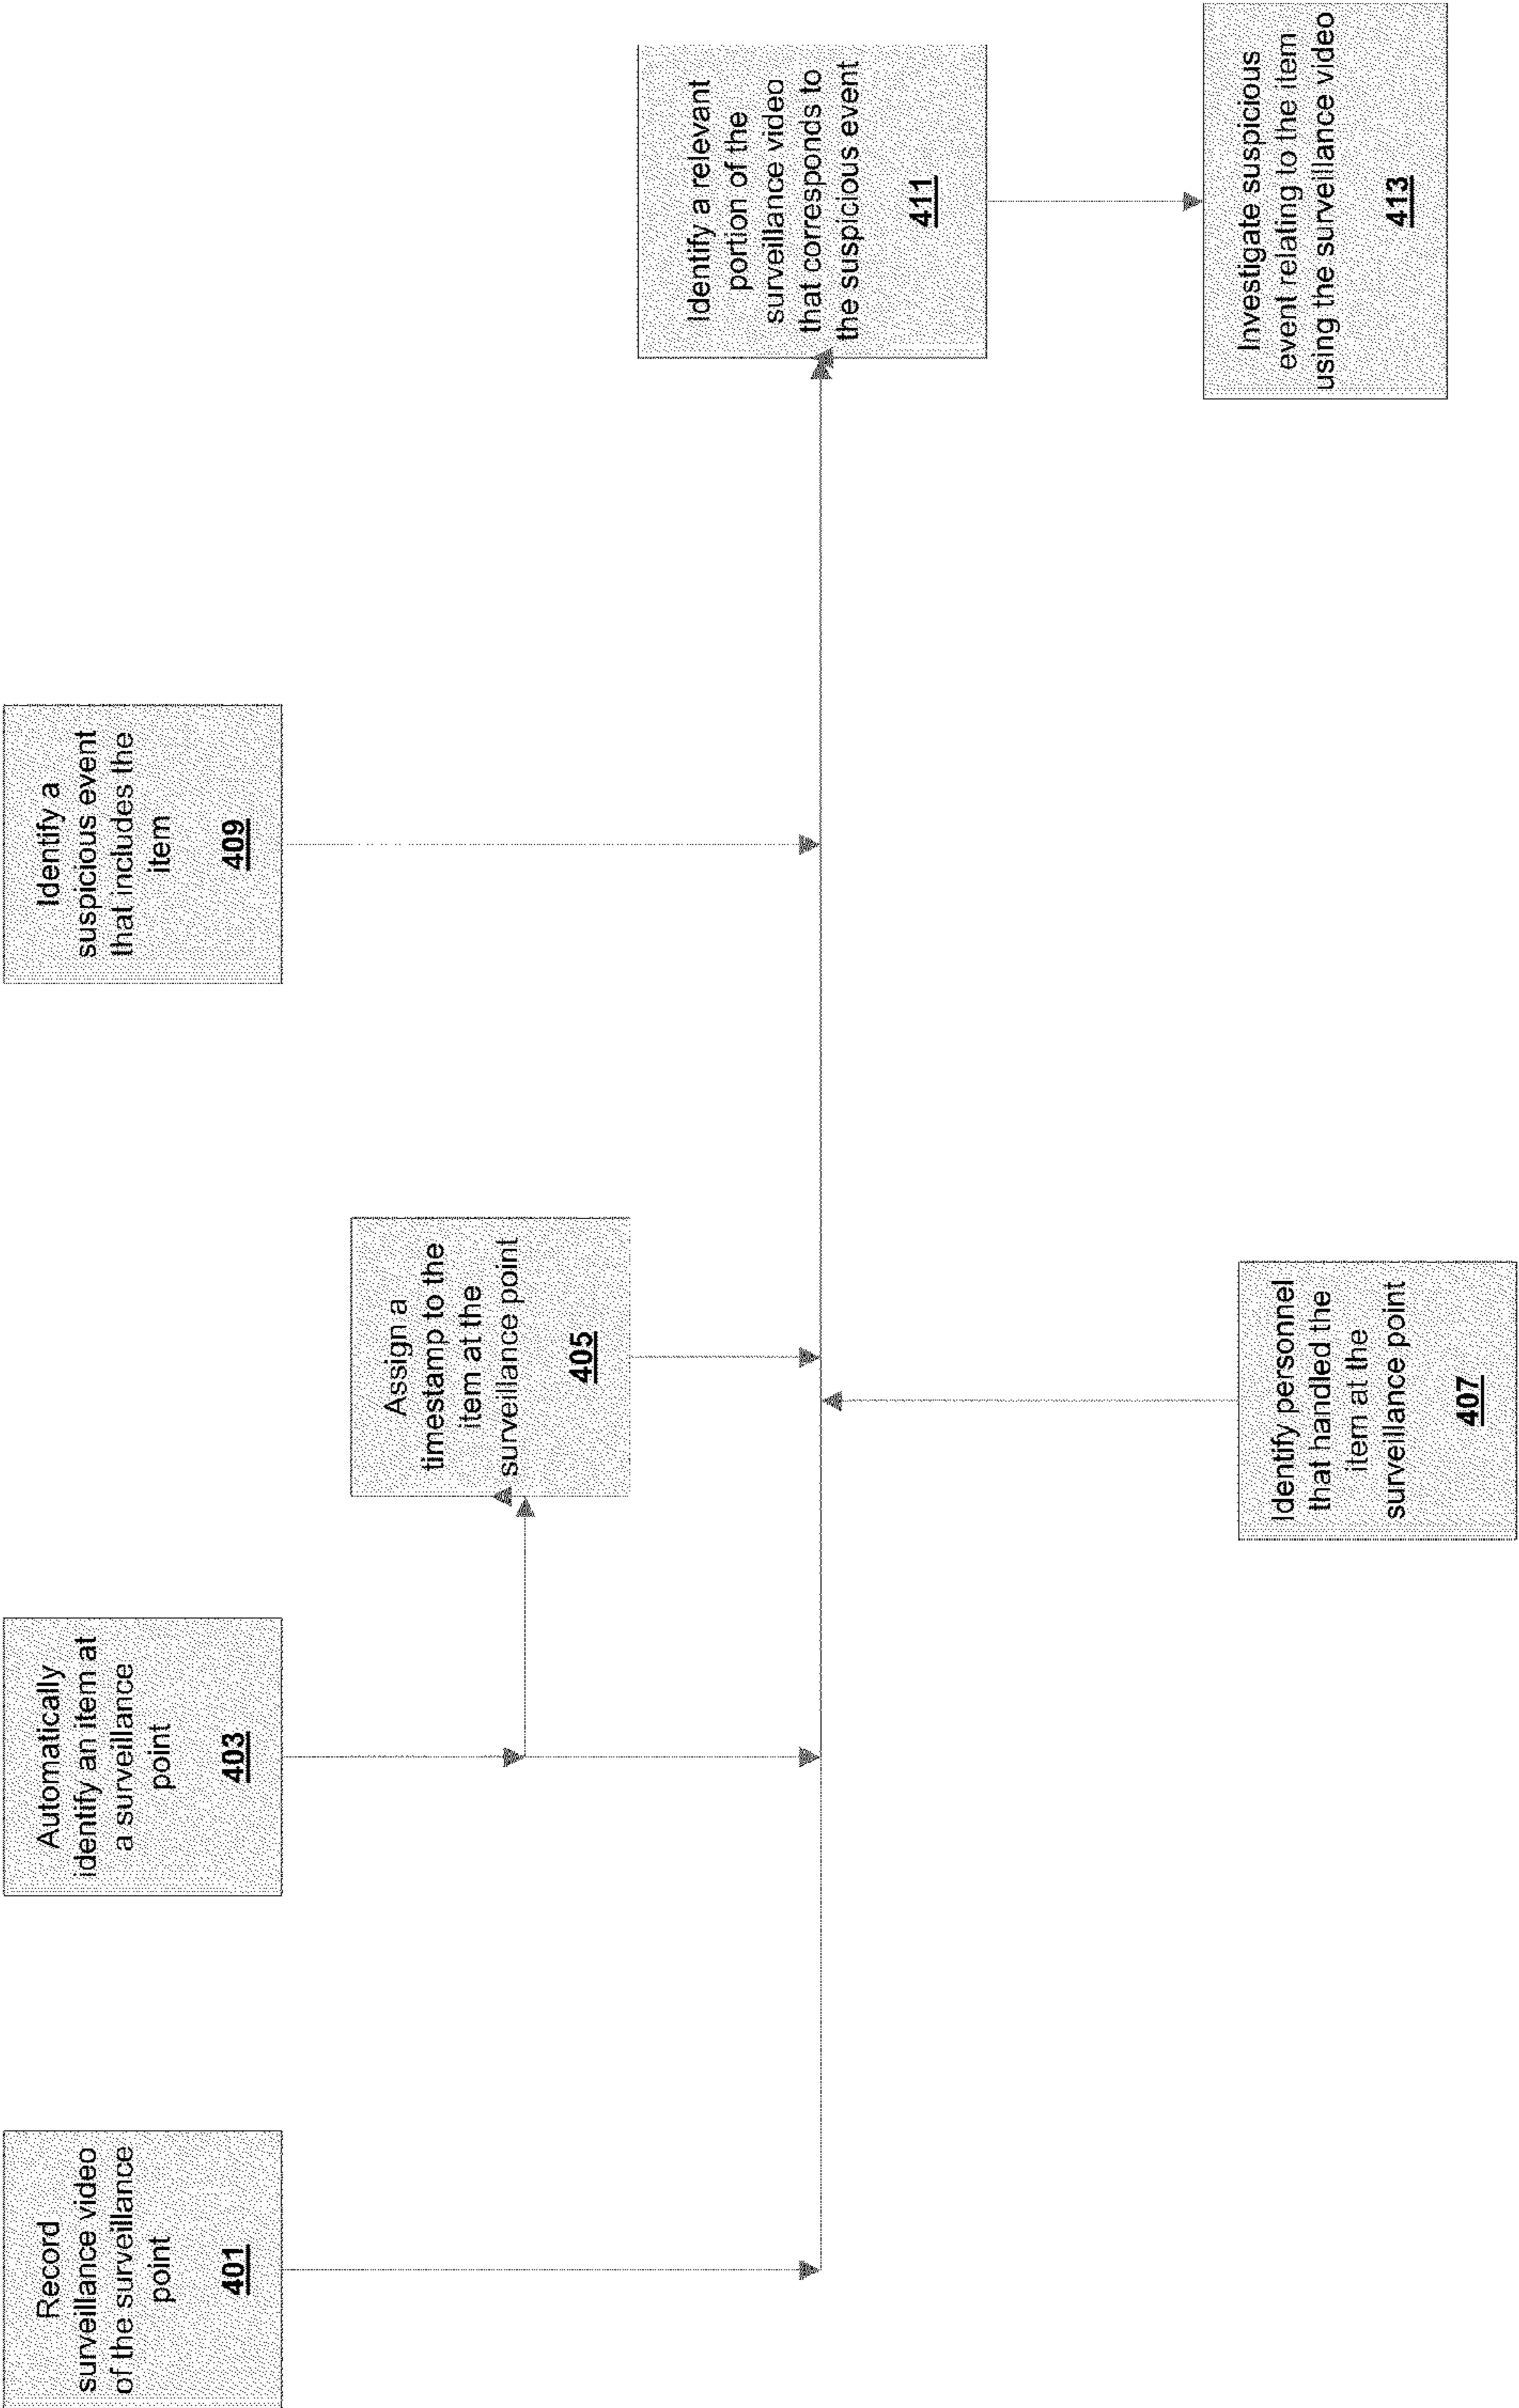 Record
surveillance video
of the surveillance
point
401
Automatically
identify an item at
a surveillance
point
403
Assign a
timestamp to the
item at the
surveillance point
405
Identify personnel
that handled the
item at the
surveillance point
407
Identify a
suspicious event
that includes the
item
409
Identify a relevant
portion of the
surveillance video
that corresponds to
the suspicious event
411
Investigate suspicious
event relating to the item
using the surveillance video
413